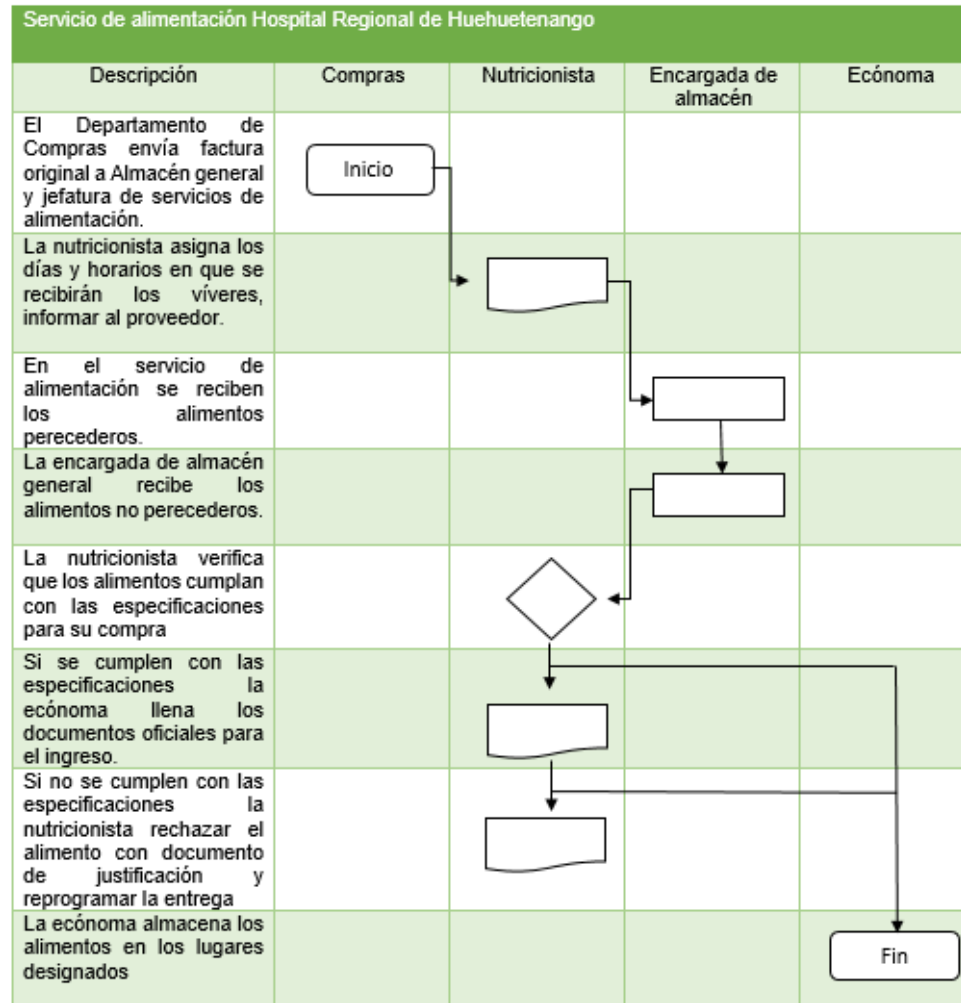 Servicio de alimentación Hospital Regional de Huehuetenango
Descripción
Compras
Nutricionista
Encargada de
almacén
Ecónoma
El Departamento de
Compras envía factura
original a Almacén general
y jefatura de servicios de
alimentación.
Inicio
La nutricionista asigna los
días y horarios en que se
recibirán los víveres,
informar al proveedor.
En el servicio de
alimentación se reciben
los alimentos
perecederos.
La encargada de almacén
general recibe los
alimentos no perecederos.
La nutricionista verifica
que los alimentos cumplan
con las especificaciones
para su compra
Si se cumplen con las
especificaciones la
ecónoma llena los
documentos oficiales para
el ingreso.
Si no se cumplen con las
especificaciones la
nutricionista rechazar el
alimento con documento
de justificación y
reprogramar la entrega
La ecónoma almacena los
alimentos en los lugares
designados
Fin